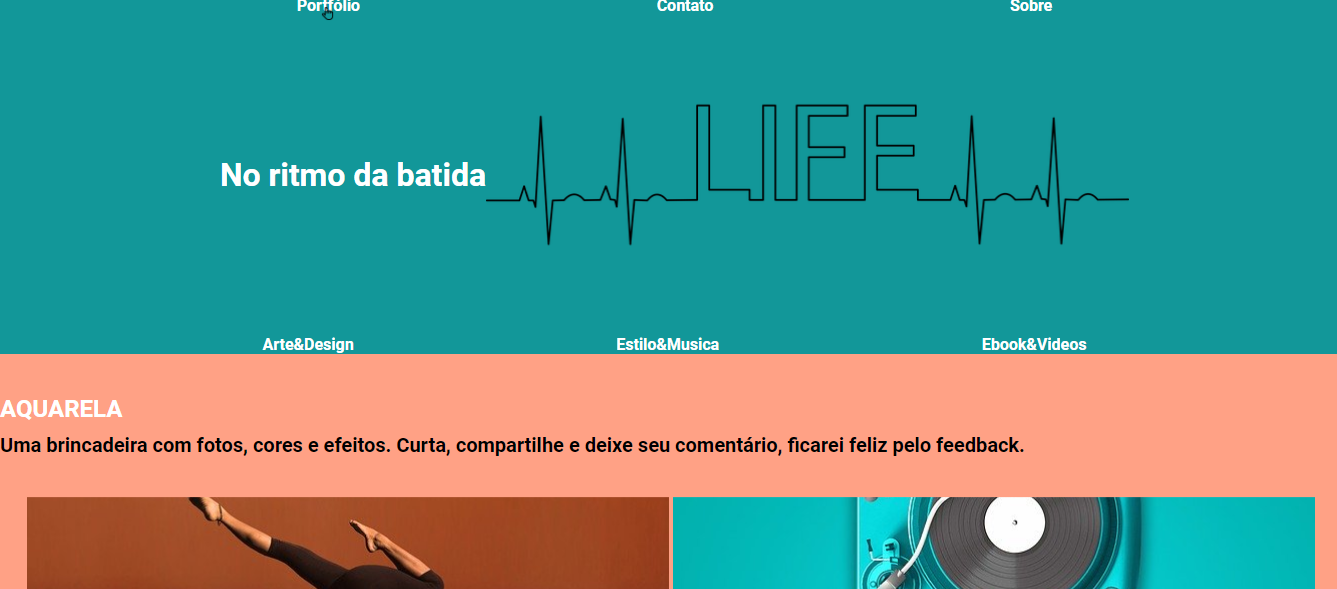 Portfólio Contato Sobre
No ritmo da batida LIFE
Arte&Design Estilo&Musica Ebook&Videos
AQUARELA
Uma brincadeira com fotos, cores e efeitos. Curta, compartilhe e deixe seu comentário, ficarei feliz pelo feedback.